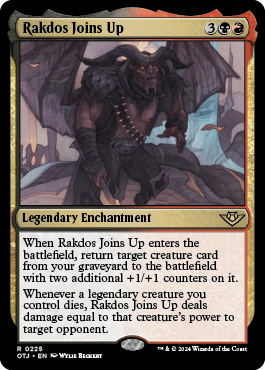 Rakdos Joins Up 3
Legendary Enchantment
When Rakdos Joins Up enters the
battlefield, return target creature card
from your graveyard to the battlefield
with two additional +1/+1 counters on it.
Whenever a legendary creature you
control dies, Rakdos Joins Up deals
damage equal to that creature's power to
target opponent.
R 0225
OTJ • EN Wylie Beckert
™ & © 2024 Wizards of the Coast